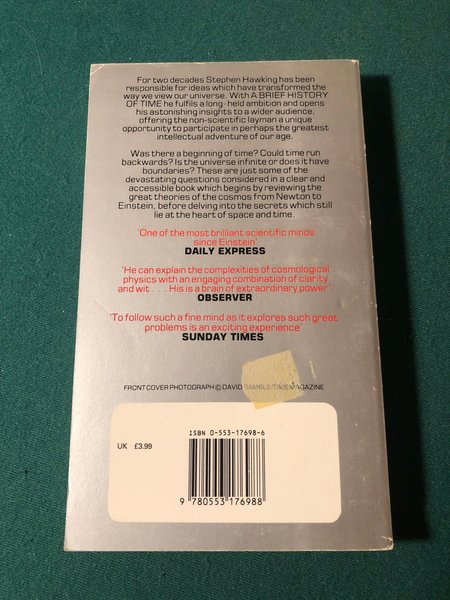 For two decades Stephen Hawking has been
responsible for ideas which have transformed the
way we view our universe. With A BRIEF HISTORY
OF TIME he fulfils a long-held ambition and opens
his astonishing insights to a wider audience,
offering the non-scientific layman a unique
opportunity to participate in perhaps the greatest
intellectual adventure of our age.
Was there a beginning of time? Could time run
backwards? Is the universe infinite or does it have
boundaries? These are just some of the
devastating questions considered in a clear and
accessible book which begins by reviewing the
great theories of the cosmos from Newton to
Einstein, before delving into the secrets which still
lie at the heart of space and time.
'One of the most brilliant scientific minds
since Einstein'
DAILY EXPRESS
'He can explain the complexities of cosmological
physics with an engaging combination of clarity
and wit . . . His is a brain of extraordinary power'
OBSERVER
'To follow such a fine mind as it explores such great
problems is an exciting experience'
SUNDAY TIMES
FRONT COVER PHOTOGRAPH © DAVID GAMBLE/TIME MAGAZINE
ISBN 0-553-17698-6
UK £3.99
9 780553 176988